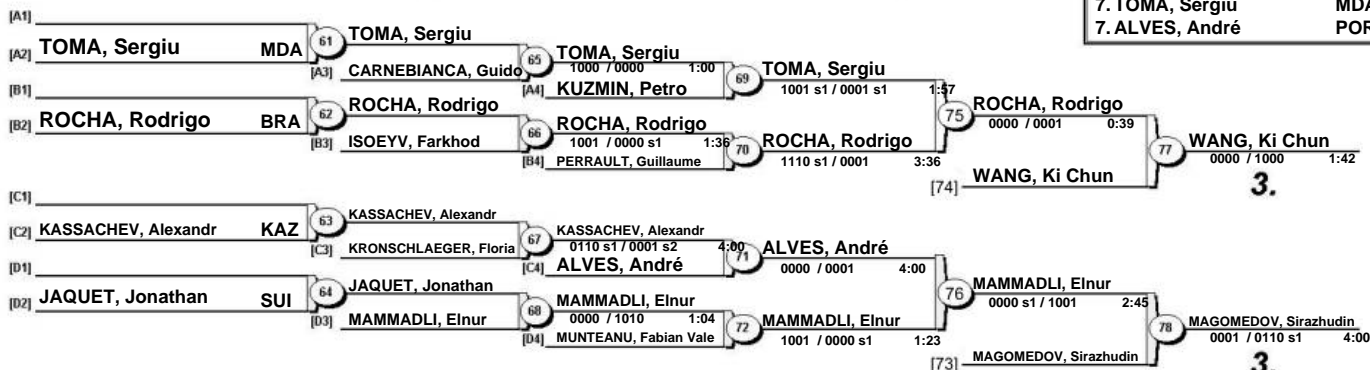 7. TOMA, Sergiu MDA
7. ALVES, André POR
[A1]
[A2] TOMA, Sergiu MDA
61
TOMA, Sergiu
[A3] CARNEBIANCA, Guido
65
TOMA, Sergiu
1000 / 0000 1:00
[A4] KUZMIN, Petro
69
TOMA, Sergiu
1001 s1 / 0001 s1 1:57
[B1]
[B2] ROCHA, Rodrigo BRA
62
ROCHA, Rodrigo
[B3] ISOEYV, Farkhod
66
ROCHA, Rodrigo
1001 / 0000 s1 1:36
[B4] PERRAULT, Guillaume
70
ROCHA, Rodrigo
1110 s1 / 0001 3:36
75
ROCHA, Rodrigo
0000 / 0001 0:39
[74] WANG, Ki Chun
77
WANG, Ki Chun
0000 / 1000 1:42
3.
[C1]
[C2] KASSACHEV, Alexandr KAZ
63
KASSACHEV, Alexandr
[C3] KRONSCHLAEGER, Floria
67
KASSACHEV, Alexandr
0110 s1 / 0001 s2 4:00
[C4] ALVES, André
71
ALVES, André
0000 / 0001 4:00
[D1]
[D2] JAQUET, Jonathan SUI
64
JAQUET, Jonathan
[D3] MAMMADLI, Elnur
68
MAMMADLI, Elnur
0000 / 1010 1:04
[D4] MUNTEANU, Fabian Vale
72
MAMMADLI, Elnur
1001 / 0000 s1 1:23
76
MAMMADLI, Elnur
0000 s1 / 1001 2:45
[73] MAGOMEDOV, Sirazhudin
78
MAGOMEDOV, Sirazhudin
0001 / 0110 s1 4:00
3.